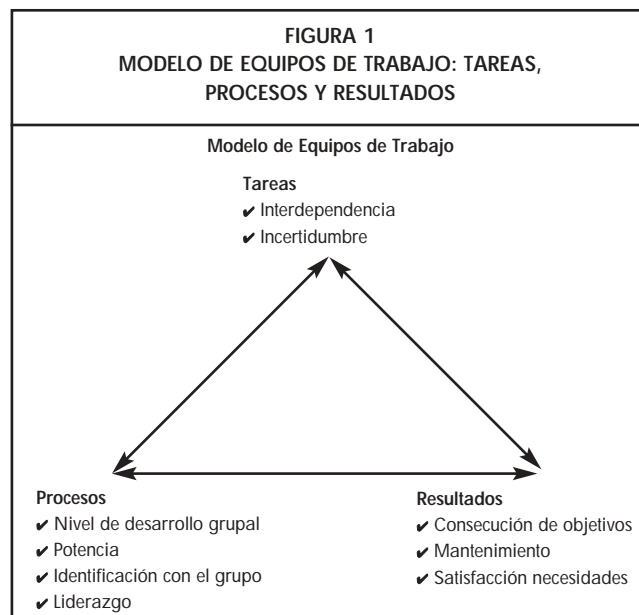 FIGURA 1
MODELO DE EQUIPOS DE TRABAJO: TAREAS,
PROCESOS Y RESULTADOS
Modelo de Equipos de Trabajo
Tareas
✔ Interdependencia
✔ Incertidumbre
Procesos
✔ Nivel de desarrollo grupal
✔ Potencia
✔ Identificación con el grupo
✔ Liderazgo
Resultados
✔ Consecución de objetivos
✔ Mantenimiento
✔ Satisfacción necesidades